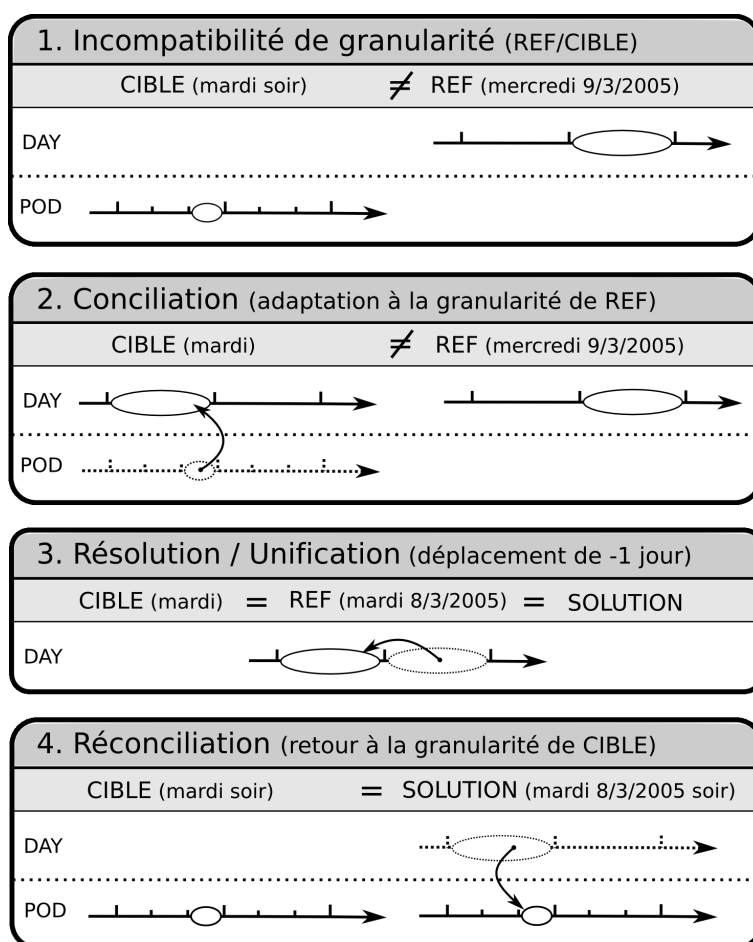 1. Incompatibilité de granularité (REF/CIBLE)
CIBLE (mardi soir) ≠ REF (mercredi 9/3/2005)
DAY
POD
2. Conciliation (adaptation à la granularité de REF)
CIBLE (mardi) ≠ REF (mercredi 9/3/2005)
DAY
POD
3. Résolution / Unification (déplacement de -1 jour)
CIBLE (mardi) = REF (mardi 8/3/2005) = SOLUTION
DAY
4. Réconciliation (retour à la granularité de CIBLE)
CIBLE (mardi soir) = SOLUTION (mardi 8/3/2005 soir)
DAY
POD